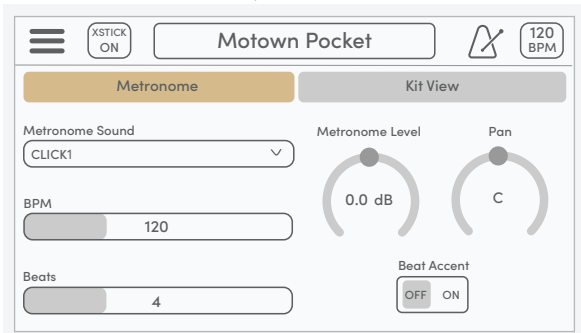 XSTICK
ON
Motown Pocket
120
BPM
Metronome
Kit View
Metronome Sound
CLICK1
Metronome Level
Pan
0.0 dB
C
BPM
120
Beats
4
Beat Accent
OFF ON